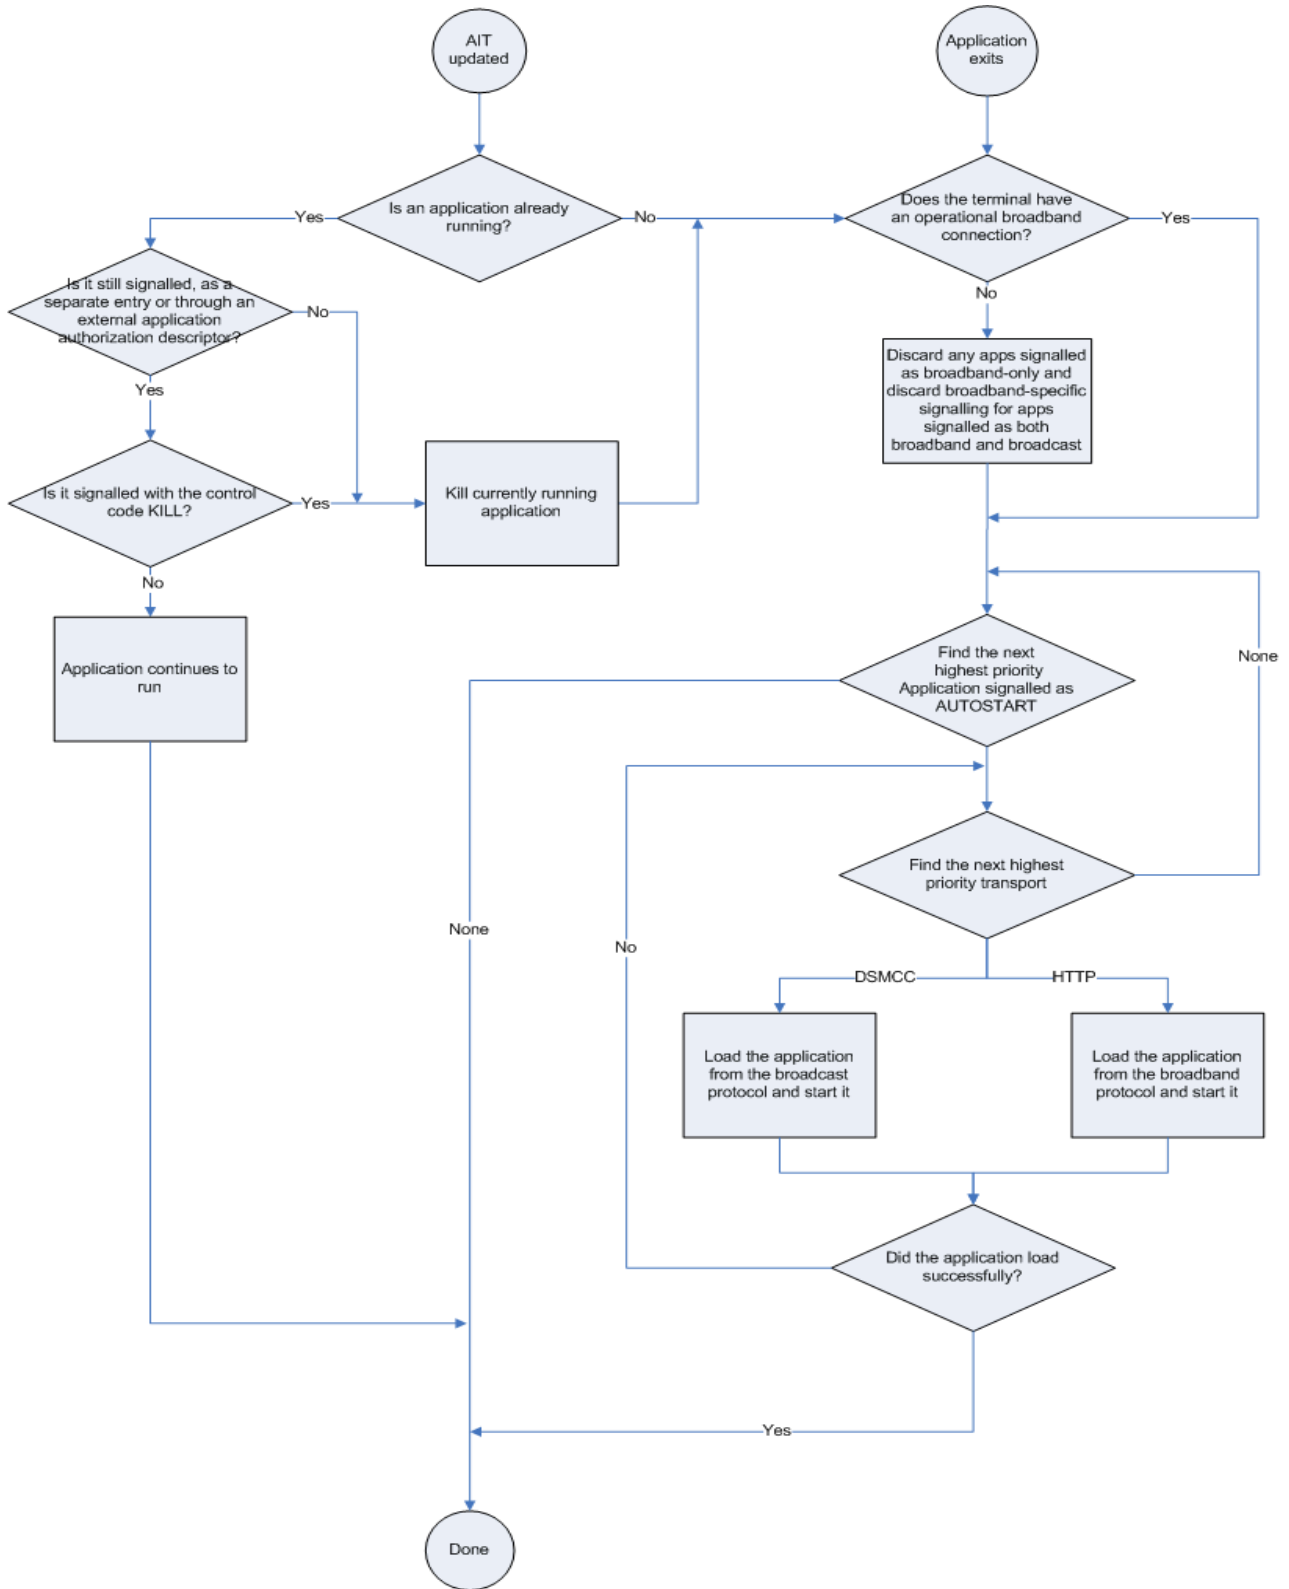 AIT
updated
Application
exits
Is an application already
running?
Yes
No
Does the terminal have
an operational broadband
connection?
Yes
No
Is it still signalled, as a
separate entry or through an
external application
authorization descriptor?
No
Yes
Discard any apps signalled
as broadband-only and
discard broadband-specific
signalling for apps
signalled as both
broadband and broadcast
Is it signalled with the control
code KILL?
Yes
No
Kill currently running
application
Application continues to
run
Find the next
highest priority
Application signalled as
AUTOSTART
None
None
Find the next highest
priority transport
No
DSMCC
HTTP
Load the application
from the broadcast
protocol and start it
Load the application
from the broadband
protocol and start it
Did the application load
successfully?
Yes
Done